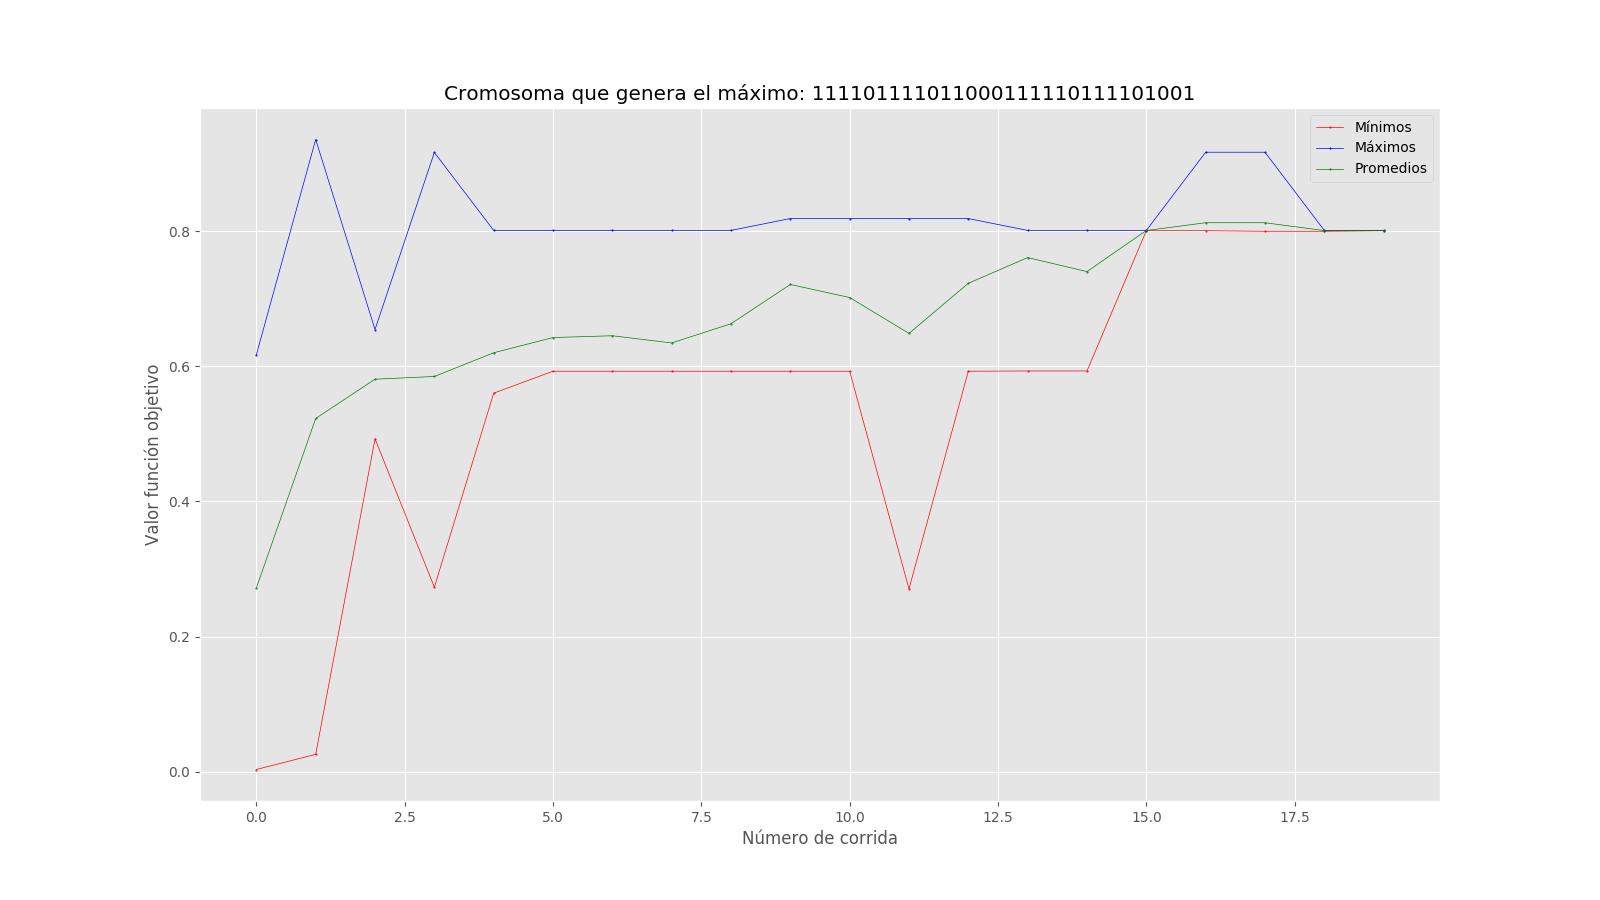 Cromosoma que genera el máximo: 111101111011000111110111101001
Mínimos
Máximos
Promedios
Valor función objetivo
0.8
0.6
0.4
0.2
0.0
0.0 2.5 5.0 7.5 10.0 12.5 15.0 17.5
Número de corrida